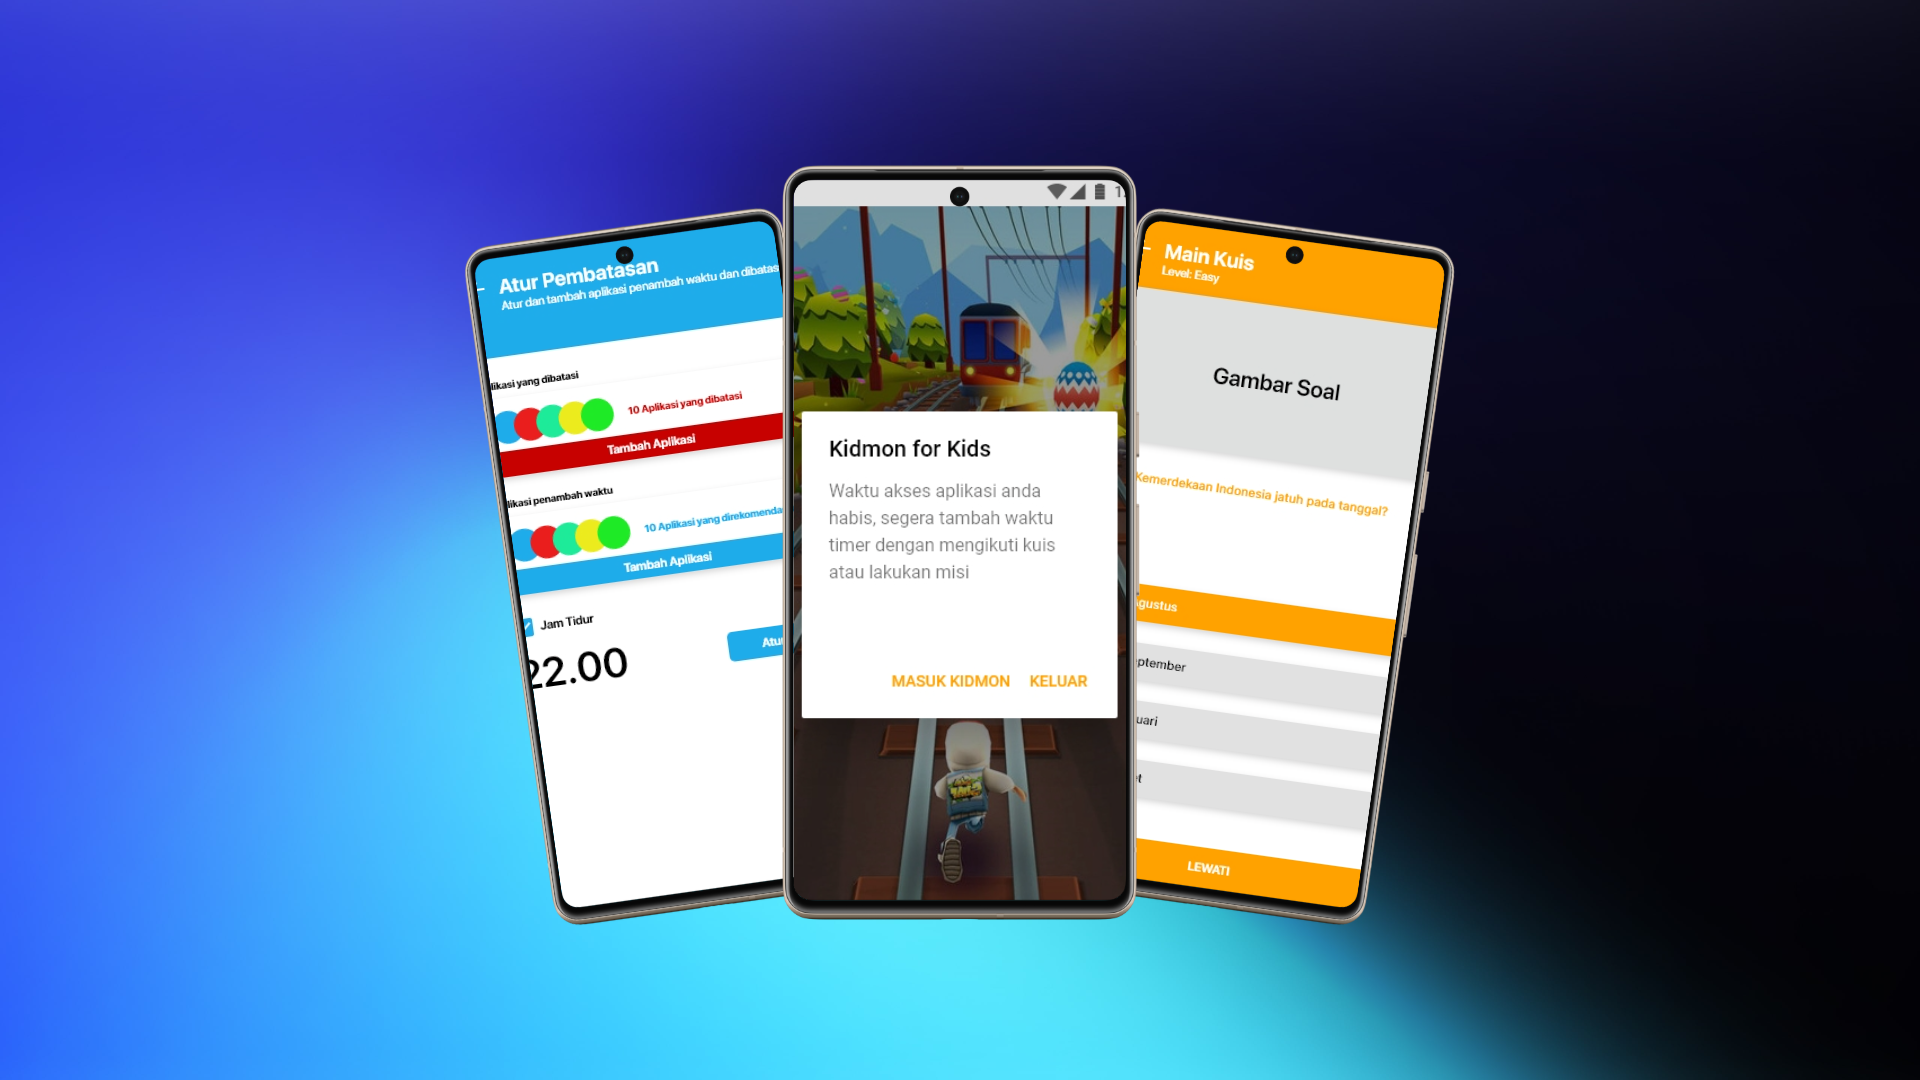 Atur Pembatasan
Atur dan tambah aplikasi penambah waktu dan dibatas
likasi yang dibatasi
10 Aplikasi yang dibatasi
Tambah Aplikasi
likasi penambah waktu
10 Aplikasi yang direkomenda
Tambah Aplikasi
Jam Tidur
22.00
Atu
Kidmon for Kids
Waktu akses aplikasi anda
habis, segera tambah waktu
timer dengan mengikuti kuis
atau lakukan misi
MASUK KIDMON KELUAR
Main Kuis
Level: Easy
Gambar Soal
Kemerdekaan Indonesia jatuh pada tanggal?
gustus
ptember
uari
et
LEWATI